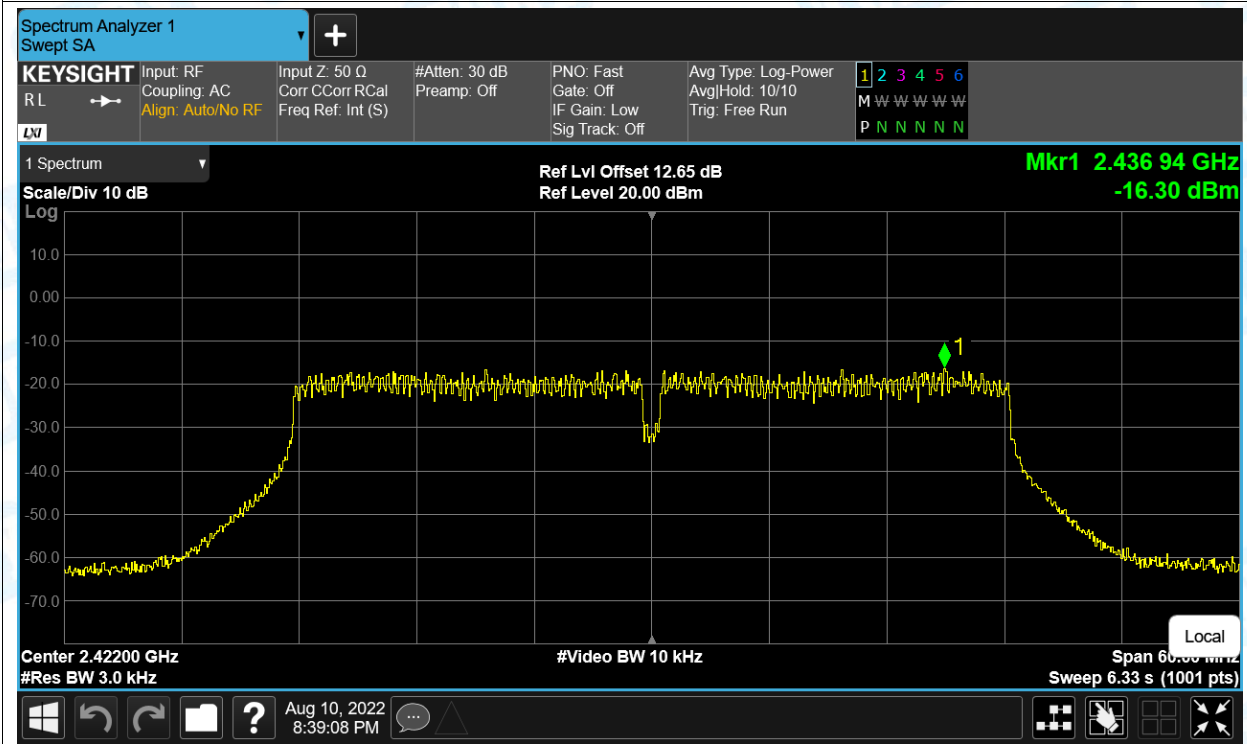 Spectrum Analyzer 1
Swept SA
KEYSIGHT
R L
LXI
Input: RF
Coupling: AC
Align: Auto/No RF
Input Z: 50 Ω
Corr CCorr RCal
Freq Ref: Int (S)
#Atten: 30 dB
Preamp: Off
PNO: Fast
Gate: Off
IF Gain: Low
Sig Track: Off
Avg Type: Log-Power
Avg|Hold: 10/10
Trig: Free Run
1 2 3 4 5 6
M W W W W W
P N N N N N
1 Spectrum
Scale/Div 10 dB
Log
Ref Lvl Offset 12.65 dB
Ref Level 20.00 dBm
Mkr1 2.436 94 GHz
-16.30 dBm
10.0
0.00
-10.0
-20.0
-30.0
-40.0
-50.0
-60.0
-70.0
1
Local
Center 2.42200 GHz
#Res BW 3.0 kHz
#Video BW 10 kHz
Span 60.00 MHz
Sweep 6.33 s (1001 pts)
?
Aug 10, 2022
8:39:08 PM